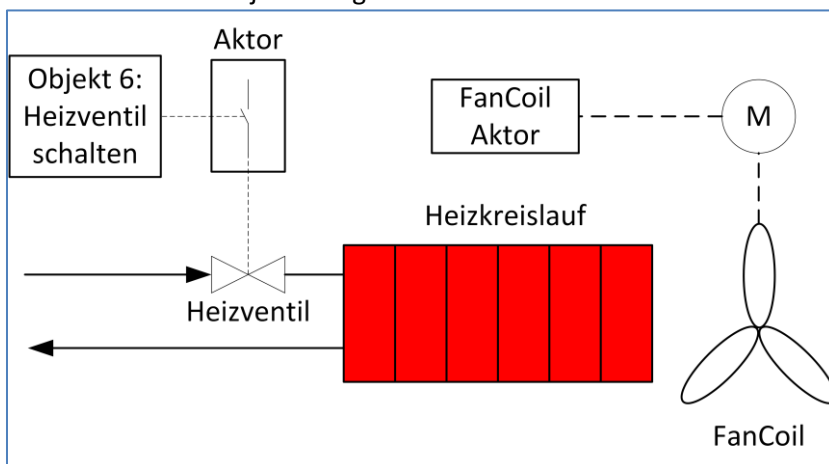 Aktor
Objekt 6:
Heizventil
schalten
FanCoil
Aktor
M
Heizkreislauf
Heizventil
FanCoil